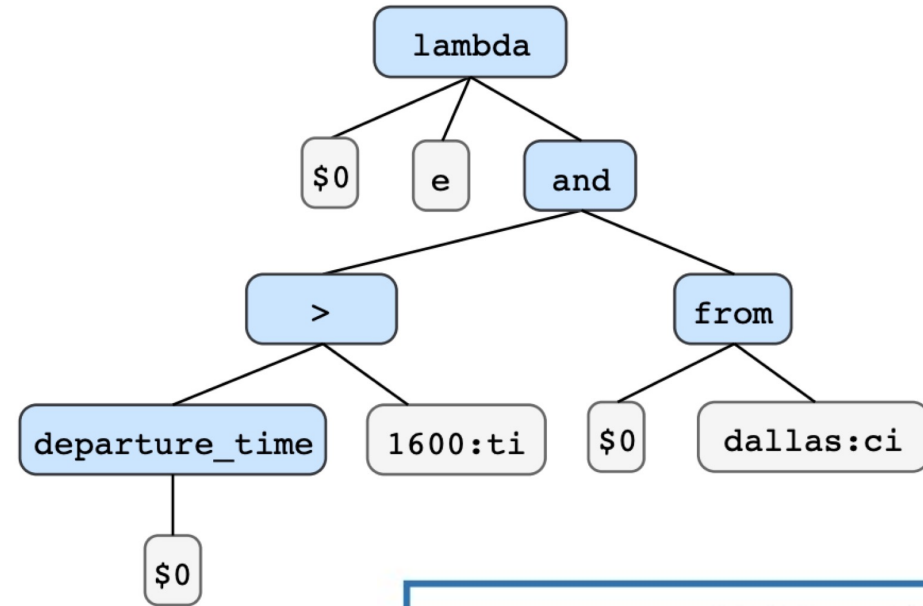 lambda
$0 e and
> from
departure_time 1600:ti $0 dallas:ci
$0